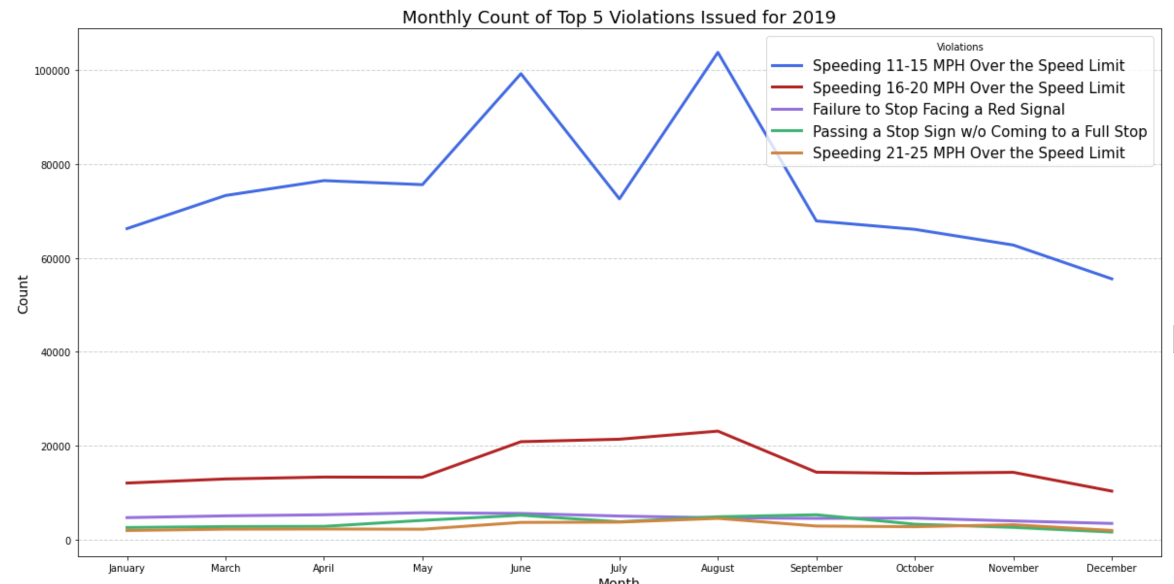 Monthly Count of Top 5 Violations Issued for 2019
Violations
Speeding 11-15 MPH Over the Speed Limit
Speeding 16-20 MPH Over the Speed Limit
Failure to Stop Facing a Red Signal
Passing a Stop Sign w/o Coming to a Full Stop
Speeding 21-25 MPH Over the Speed Limit
Count
100000
80000
60000
40000
20000
0
January March April May June July August September October November December
Month